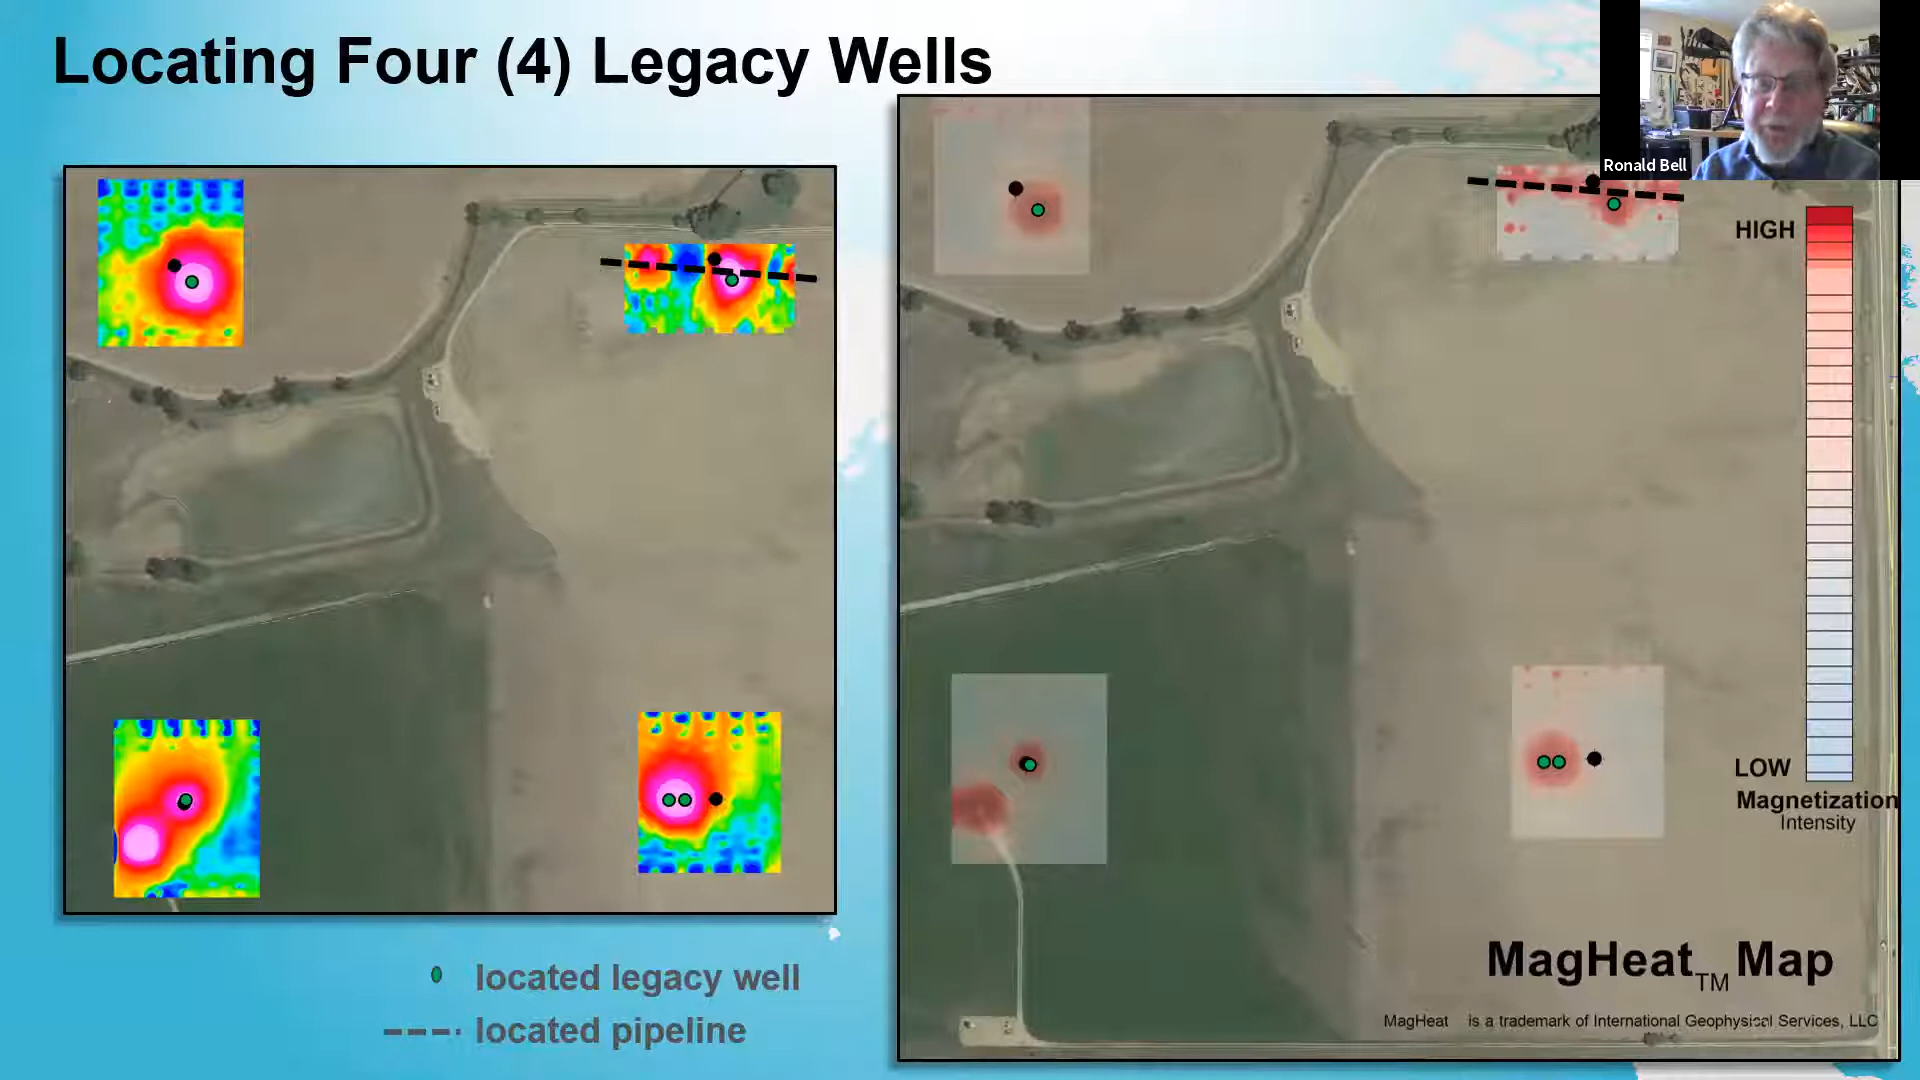 Locating Four (4) Legacy Wells
Ronald Bell
HIGH
LOW
Magnetization
Intensity
MagHeat TM Map
MagHeat is a trademark of International Geophysical Services, LLC
located legacy well
located pipeline